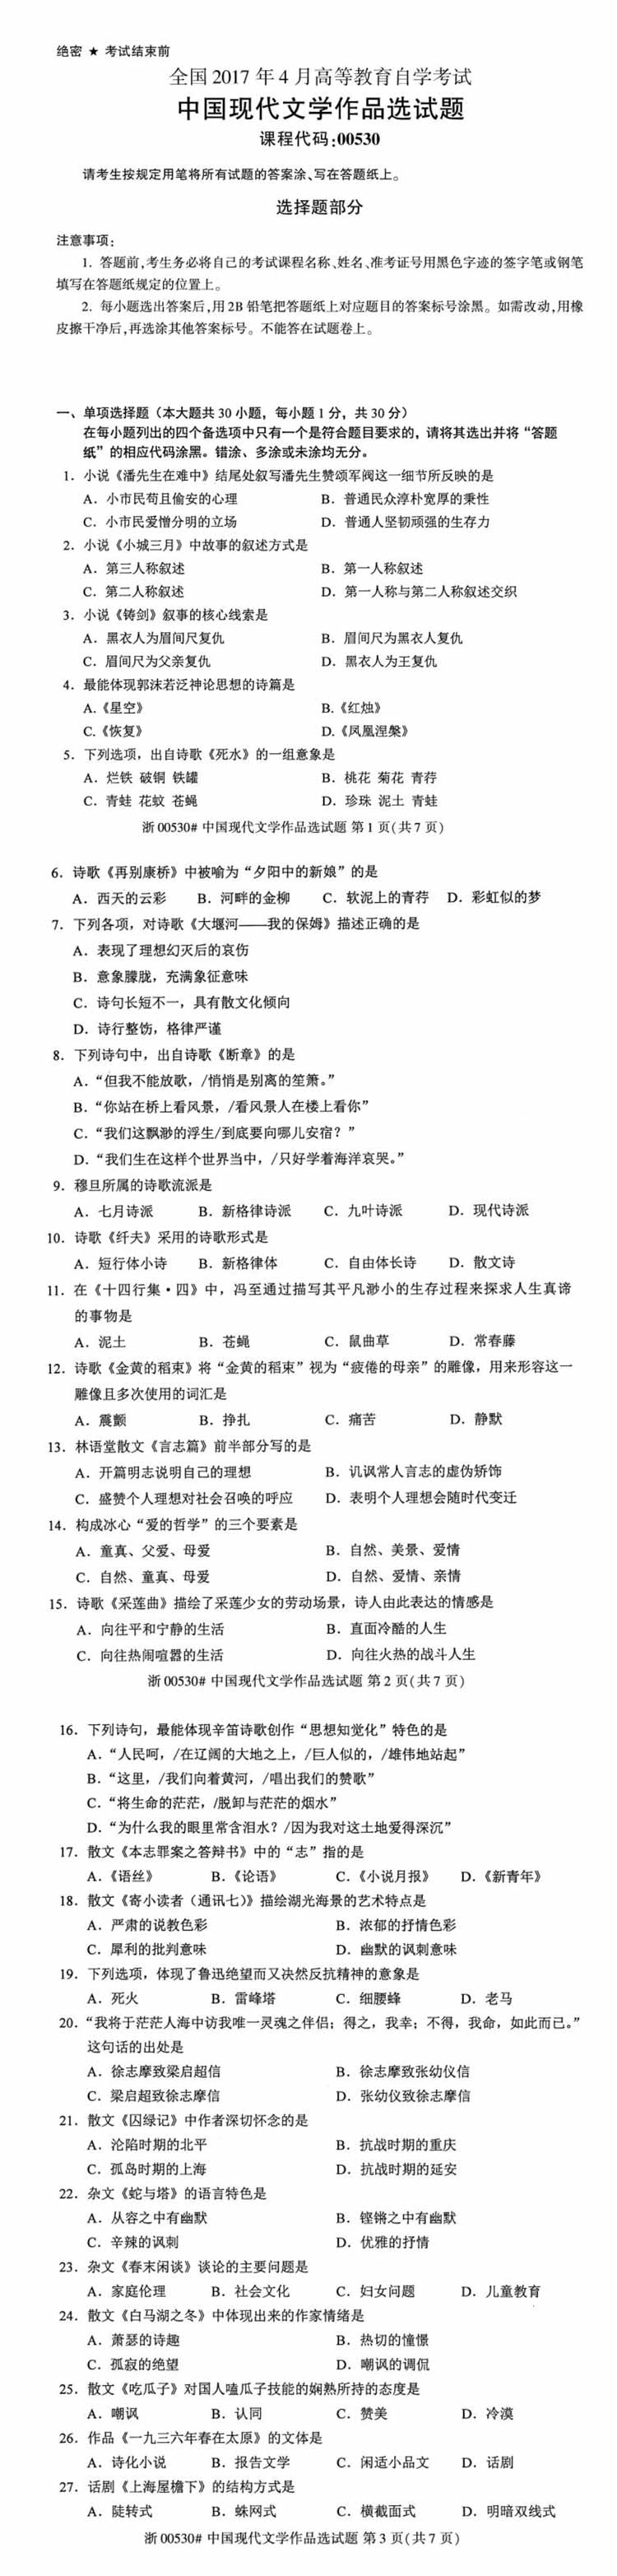 绝密 ★ 考试结束前
全国 2017 年 4 月高等教育自学考试
中国现代文学作品选试题
课程代码:00530
请考生按规定用笔将所有试题的答案涂、写在答题纸上。
选择题部分
注意事项:
1. 答题前,考生务必将自己的考试课程名称、姓名、准考证号用黑色字迹的签字笔或钢笔
填写在答题纸规定的位置上。
2. 每小题选出答案后,用 2B 铅笔把答题纸上对应题目的答案标号涂黑。如需改动,用橡
皮擦干净后,再选涂其他答案标号。不能答在试题卷上。
一、单项选择题（本大题共 30 小题，每小题 1 分，共 30 分）
在每小题列出的四个备选项中只有一个是符合题目要求的，请将其选出并将“答题
纸”的相应代码涂黑。错涂、多涂或未涂均无分。
1．小说《潘先生在难中》结尾处叙写潘先生赞颂军阀这一细节所反映的是
A．小市民苟且偷安的心理 B．普通民众淳朴宽厚的秉性
C．小市民爱憎分明的立场 D．普通人坚韧顽强的生存力
2．小说《小城三月》中故事的叙述方式是
A．第三人称叙述 B．第一人称叙述
C．第二人称叙述 D．第一人称与第二人称叙述交织
3．小说《铸剑》叙事的核心线索是
A．黑衣人为眉间尺复仇 B．眉间尺为黑衣人复仇
C．眉间尺为父亲复仇 D．黑衣人为王复仇
4．最能体现郭沫若泛神论思想的诗篇是
A.《星空》 B.《红烛》
C.《恢复》 D.《凤凰涅槃》
5．下列选项，出自诗歌《死水》的一组意象是
A．烂铁 破铜 铁罐 B．桃花 菊花 青荇
C．青蛙 花蚊 苍蝇 D．珍珠 泥土 青蛙
浙 00530# 中国现代文学作品选试题 第 1 页(共 7 页)
6．诗歌《再别康桥》中被喻为“夕阳中的新娘”的是
A．西天的云彩 B．河畔的金柳 C．软泥上的青荇 D．彩虹似的梦
7．下列各项，对诗歌《大堰河——我的保姆》描述正确的是
A．表现了理想幻灭后的哀伤
B．意象朦胧，充满象征意味
C．诗句长短不一，具有散文化倾向
D．诗行整饬，格律严谨
8．下列诗句中，出自诗歌《断章》的是
A．“但我不能放歌，/悄悄是别离的笙箫。”
B．“你站在桥上看风景，/看风景人在楼上看你”
C．“我们这飘渺的浮生/到底要向哪儿安宿？”
D．“我们生在这样个世界当中，/只好学着海洋哀哭。”
9．穆旦所属的诗歌流派是
A．七月诗派 B．新格律诗派 C．九叶诗派 D．现代诗派
10．诗歌《纤夫》采用的诗歌形式是
A．短行体小诗 B．新格律体 C．自由体长诗 D．散文诗
11．在《十四行集·四》中，冯至通过描写其平凡渺小的生存过程来探求人生真谛
的事物是
A．泥土 B．苍蝇 C．鼠曲草 D．常春藤
12．诗歌《金黄的稻束》将“金黄的稻束”视为“疲倦的母亲”的雕像，用来形容这一
雕像且多次使用的词汇是
A．震颤 B．挣扎 C．痛苦 D．静默
13．林语堂散文《言志篇》前半部分写的是
A．开篇明志说明自己的理想 B．讥讽常人言志的虚伪矫饰
C．盛赞个人理想对社会召唤的呼应 D．表明个人理想会随时代变迁
14．构成冰心“爱的哲学”的三个要素是
A．童真、父爱、母爱 B．自然、美景、爱情
C．自然、童真、母爱 D．自然、爱情、亲情
15．诗歌《采莲曲》描绘了采莲少女的劳动场景，诗人由此表达的情感是
A．向往平和宁静的生活 B．直面冷酷的人生
C．向往热闹喧嚣的生活 D．向往火热的战斗人生
浙 00530# 中国现代文学作品选试题 第 2 页(共 7 页)
16．下列诗句，最能体现辛笛诗歌创作“思想知觉化”特色的是
A．“人民呵，/在辽阔的大地之上，/巨人似的，/雄伟地站起”
B．“这里，/我们向着黄河，/唱出我们的赞歌”
C．“将生命的茫茫，/脱卸与茫茫的烟水”
D．“为什么我的眼里常含泪水？/因为我对这土地爱得深沉”
17．散文《本志罪案之答辩书》中的“志”指的是
A．《语丝》 B．《论语》 C．《小说月报》 D．《新青年》
18．散文《寄小读者（通讯七）》描绘湖光海景的艺术特点是
A．严肃的说教色彩 B．浓郁的抒情色彩
C．犀利的批判意味 D．幽默的讽刺意味
19．下列选项，体现了鲁迅绝望而又决然反抗精神的意象是
A．死火 B．雷峰塔 C．细腰蜂 D．老马
20．“我将于茫茫人海中访我唯一灵魂之伴侣；得之，我幸；不得，我命，如此而已。”
这句话的出处是
A．徐志摩致梁启超信 B．徐志摩致张幼仪信
C．梁启超致徐志摩信 D．张幼仪致徐志摩信
21．散文《囚绿记》中作者深切怀念的是
A．沦陷时期的北平 B．抗战时期的重庆
C．孤岛时期的上海 D．抗战时期的延安
22．杂文《蛇与塔》的语言特色是
A．从容之中有幽默 B．铿锵之中有幽默
C．辛辣的讽刺 D．优雅的抒情
23．杂文《春末闲谈》谈论的主要问题是
A．家庭伦理 B．社会文化 C．妇女问题 D．儿童教育
24．散文《白马湖之冬》中体现出来的作家情绪是
A．萧瑟的诗趣 B．热切的憧憬
C．孤寂的绝望 D．嘲讽的调侃
25．散文《吃瓜子》对国人嗑瓜子技能的娴熟所持的态度是
A．嘲讽 B．认同 C．赞美 D．冷漠
26．作品《一九三六年春在太原》的文体是
A．诗化小说 B．报告文学 C．闲适小品文 D．话剧
27．话剧《上海屋檐下》的结构方式是
A．陡转式 B．蛛网式 C．横截面式 D．明暗双线式
浙 00530# 中国现代文学作品选试题 第 3 页(共 7 页)